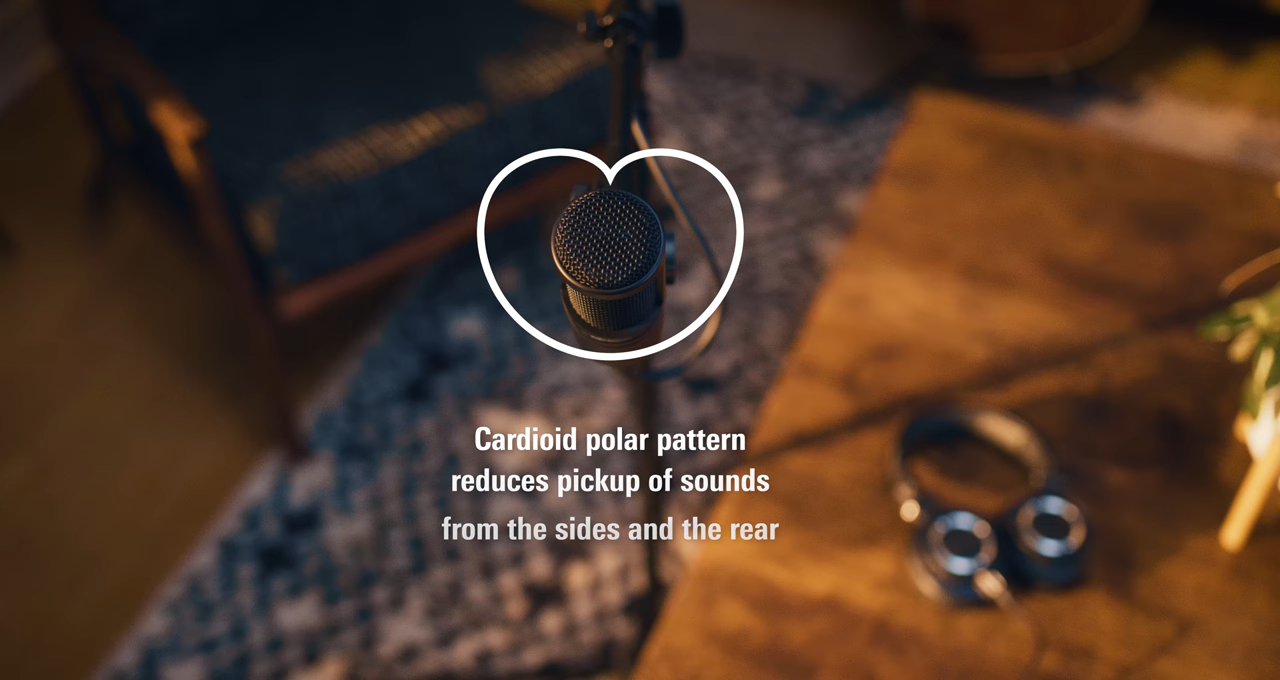 Cardioid polar pattern
reduces pickup of sounds
from the sides and the rear